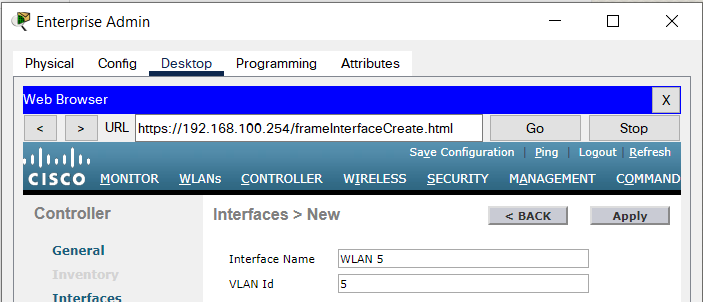 Enterprise Admin
Physical Config Desktop Programming Attributes
Web Browser X
< > URL https://192.168.100.254/frameInterfaceCreate.html Go Stop
Save Configuration | Ping | Logout | Refresh
CISCO MONITOR WLANs CONTROLLER WIRELESS SECURITY MANAGEMENT COMMAND
Controller Interfaces > New < BACK Apply
General Interface Name WLAN 5
Inventory VLAN Id 5
Interfaces